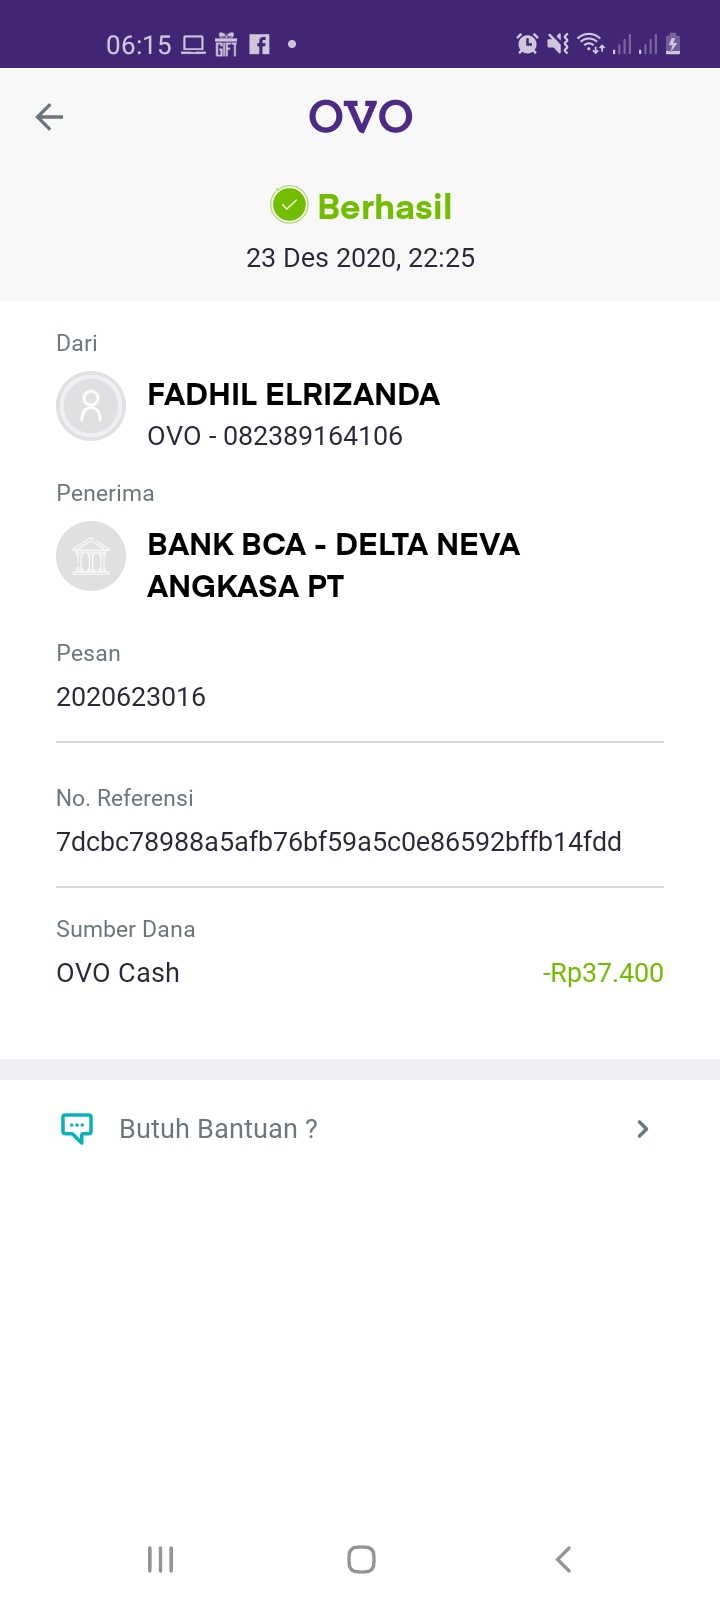 06:15
GIFT
OVO
Berhasil
23 Des 2020, 22:25
Dari
FADHIL ELRIZANDA
OVO - 082389164106
Penerima
BANK BCA - DELTA NEVA
ANGKASA PT
Pesan
2020623016
No. Referensi
7dcbc78988a5afb76bf59a5c0e86592bffb14fdd
Sumber Dana
OVO Cash -Rp37.400
Butuh Bantuan ?